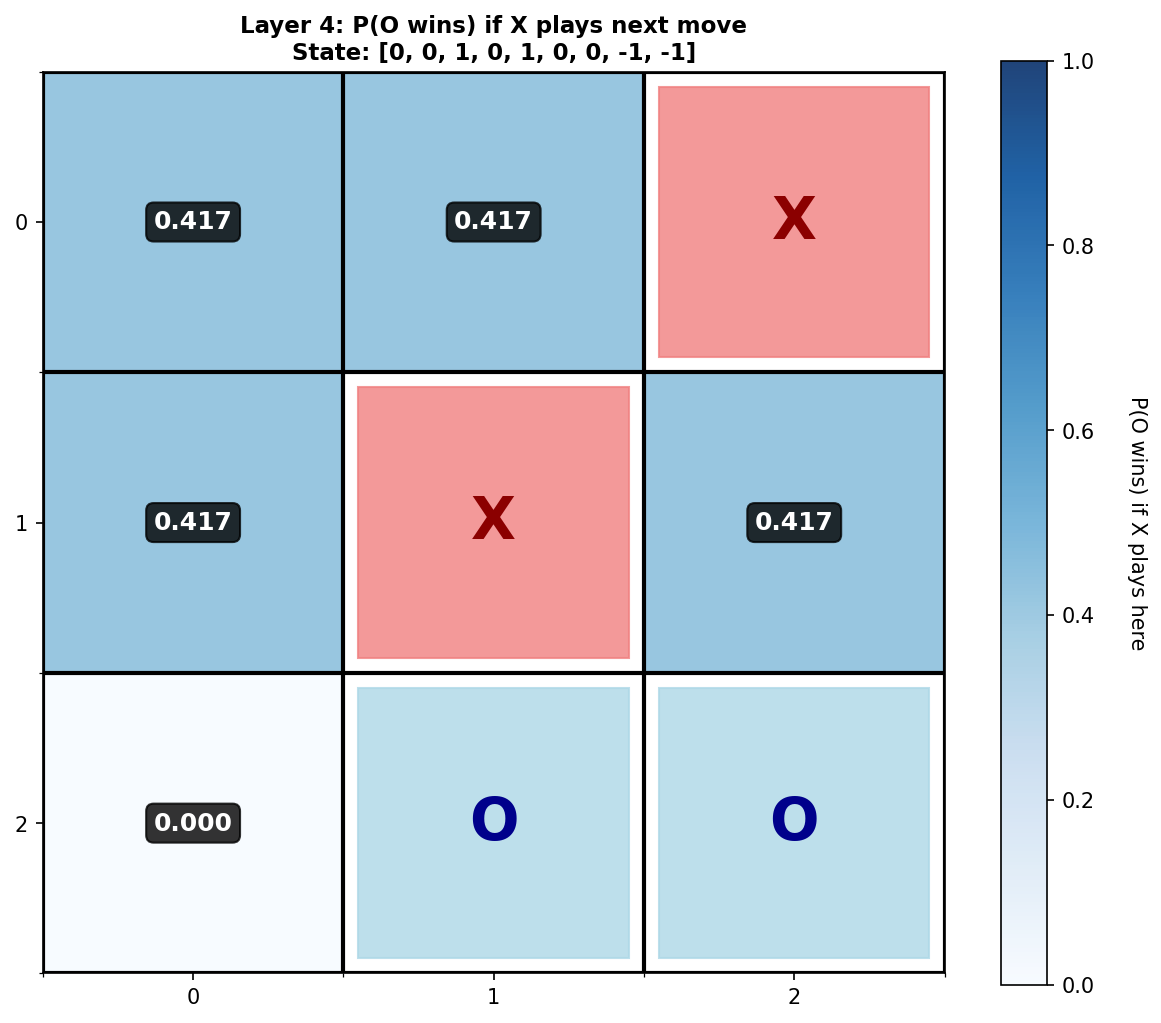 Layer 4: P(O wins) if X plays next move
State: [0, 0, 1, 0, 1, 0, 0, -1, -1]
0
0.417
0.417
X
1
0.417
X
0.417
2
0.000
O
O
0
1
2
1.0
0.8
0.6
0.4
0.2
0.0
P(O wins) if X plays here